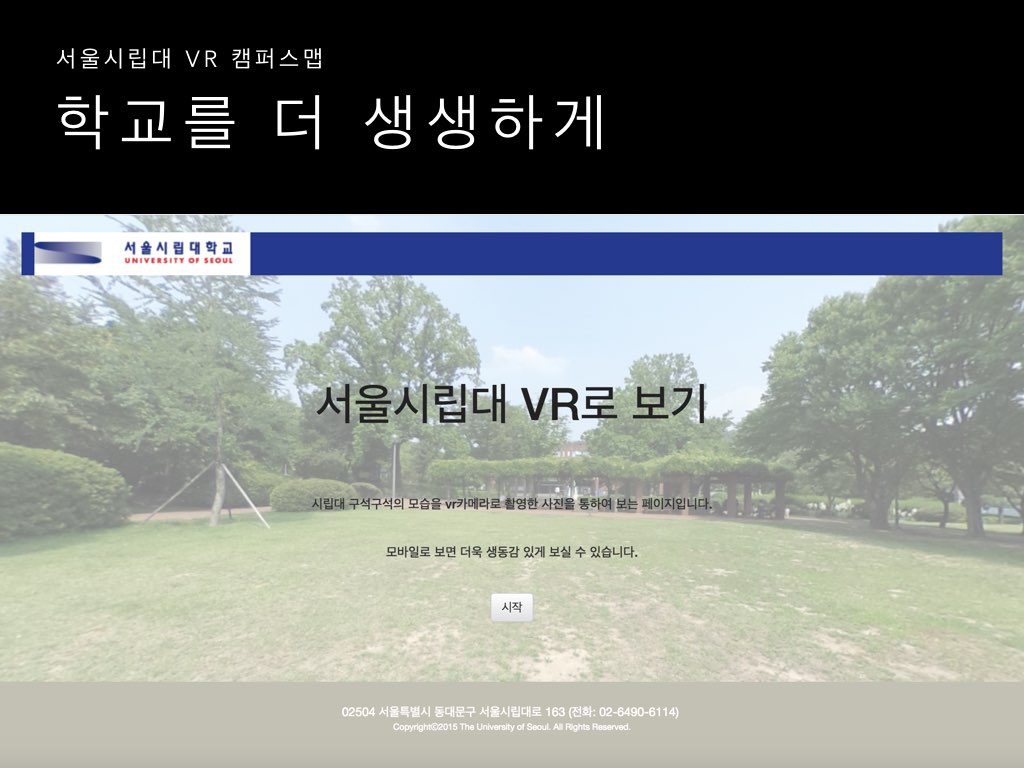 서울시립대 VR 캠퍼스맵
학교를 더 생생하게
서울시립대학교
UNIVERSITY OF SEOUL
서울시립대 VR로 보기
시립대 구석구석의 모습을 vr카메라로 촬영한 사진을 통하여 보는 페이지입니다.
모바일로 보면 더욱 생동감 있게 보실 수 있습니다.
시작
02504 서울특별시 동대문구 서울시립대로 163 (전화: 02-6490-6114)
Copyright©2015 The University of Seoul. All Rights Reserved.